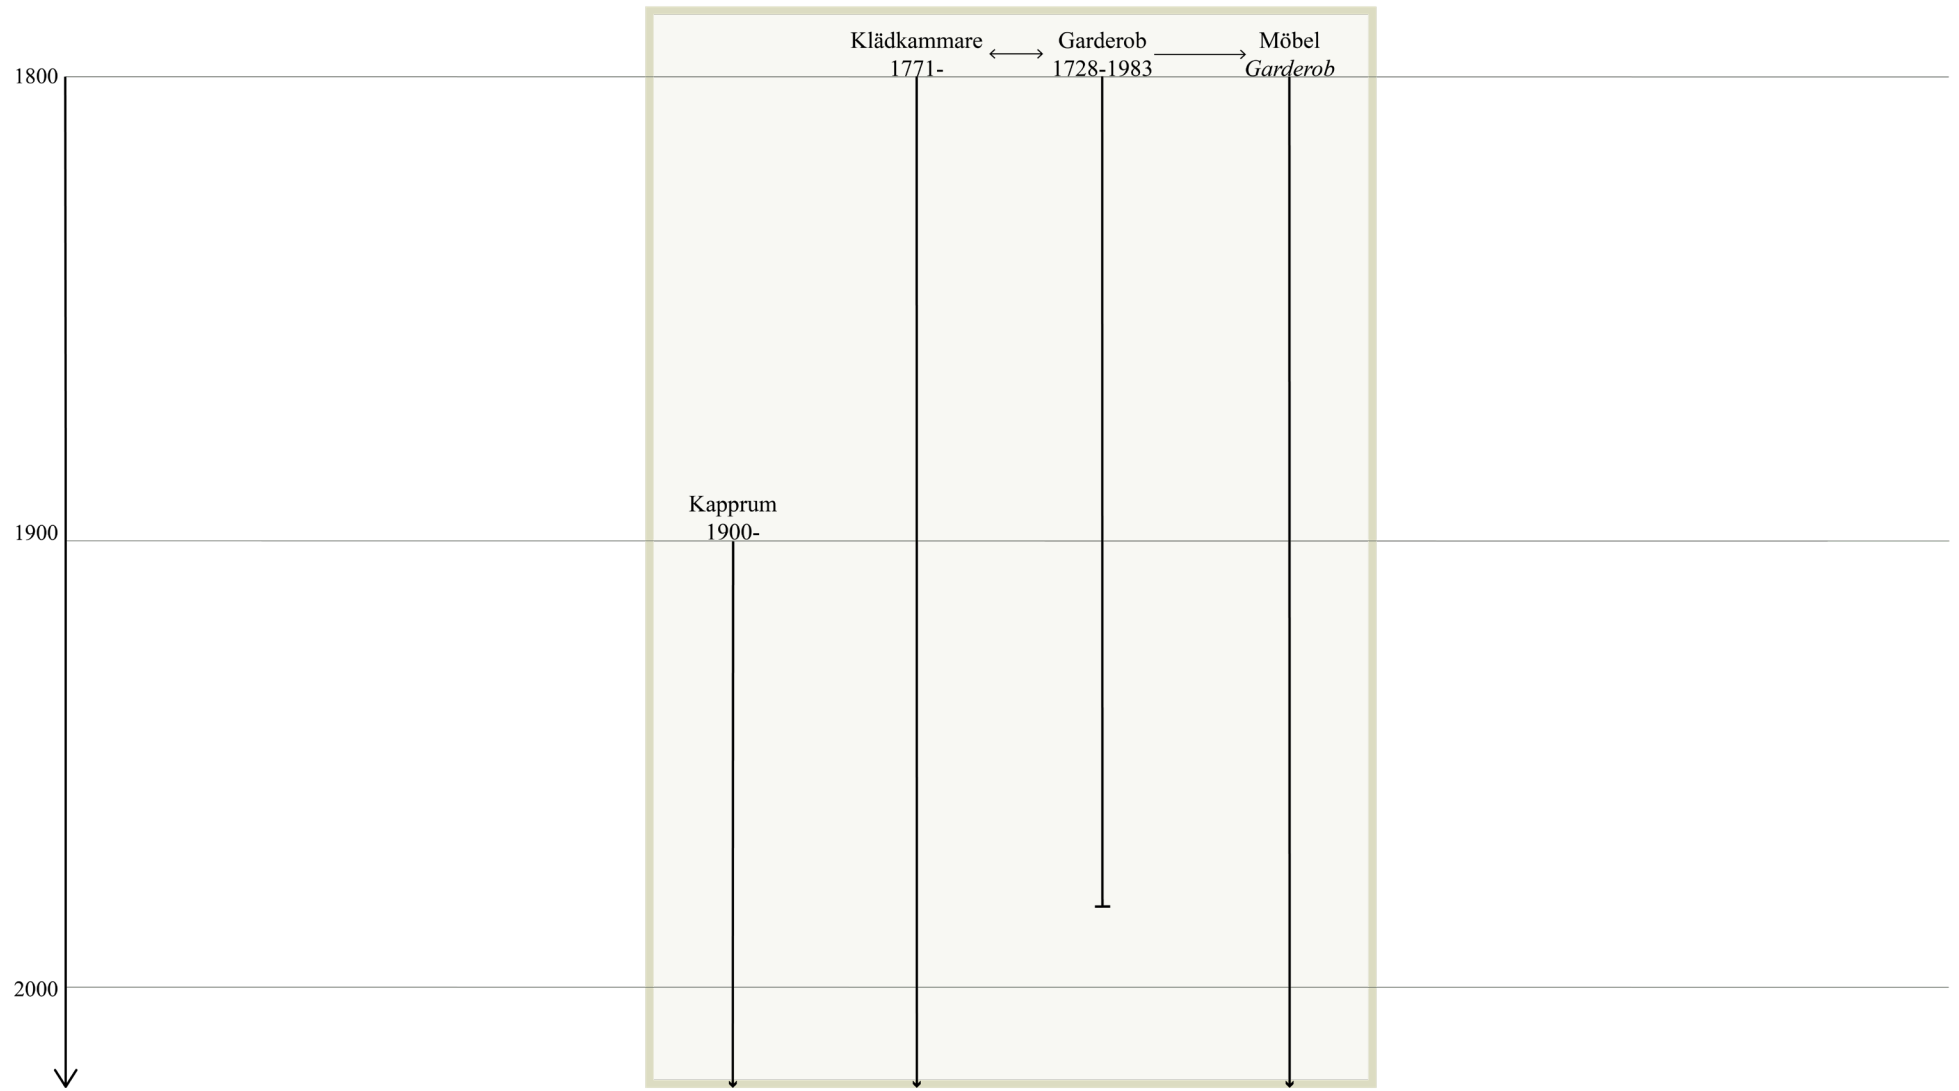 Klädkammare
1771-
Garderob
1728-1983
Möbel
Garderob
1800
Kapprum
1900-
1900
2000